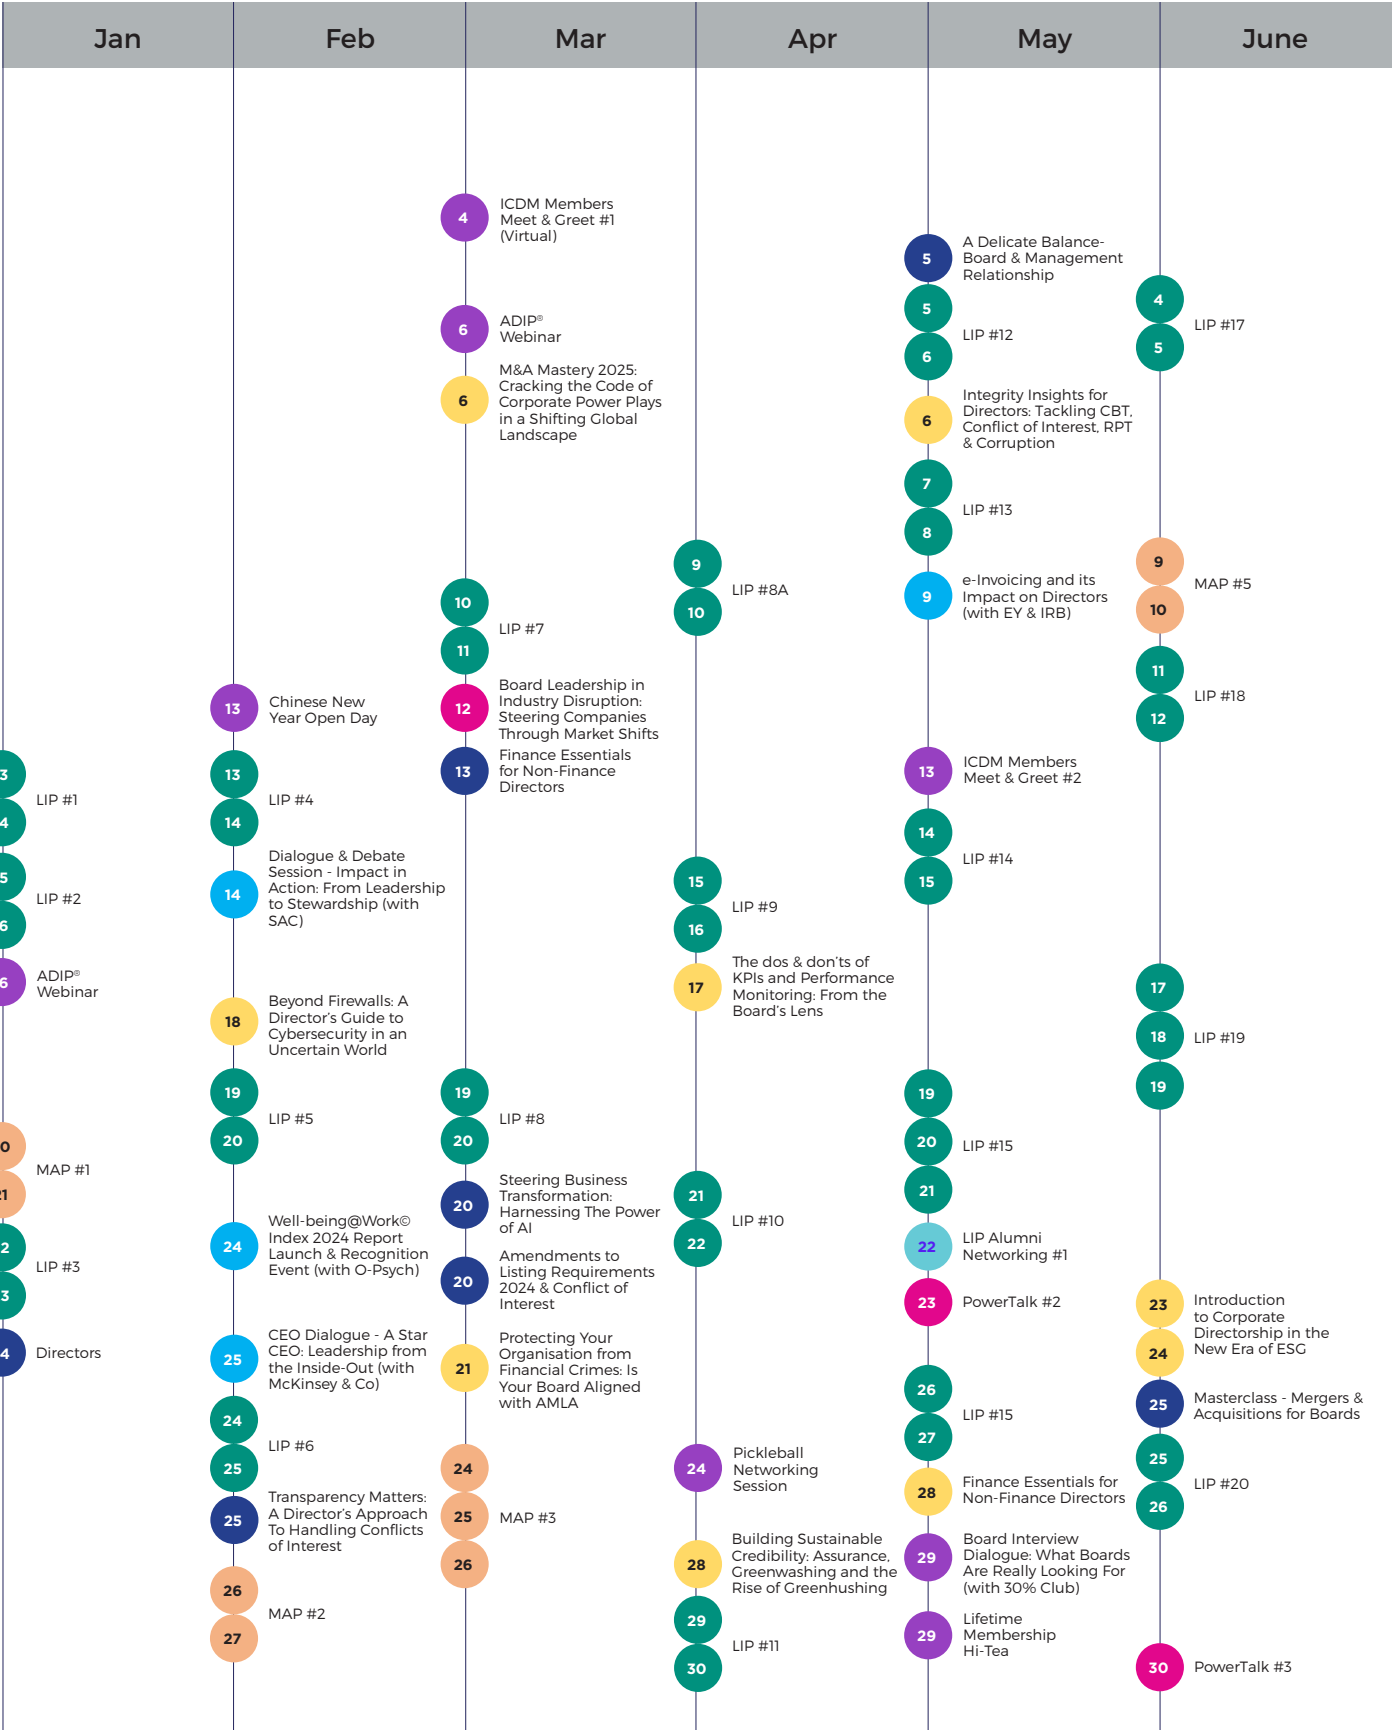 Jan
Feb
Mar
Apr
May
June
3
4
LIP #1
5
6
LIP #2
6
ADIP®
Webinar
0
21
MAP #1
2
3
LIP #3
4
Directors
13
Chinese New
Year Open Day
13
14
LIP #4
14
Dialogue & Debate
Session - Impact in
Action: From Leadership
to Stewardship (with
SAC)
18
Beyond Firewalls: A
Director's Guide to
Cybersecurity in an
Uncertain World
19
20
LIP #5
24
Well-being@Work©
Index 2024 Report
Launch & Recognition
Event (with O-Psych)
25
CEO Dialogue - A Star
CEO: Leadership from
the Inside-Out (with
McKinsey & Co)
24
25
LIP #6
25
Transparency Matters:
A Director's Approach
To Handling Conflicts
of Interest
26
27
MAP #2
4
ICDM Members
Meet & Greet #1
(Virtual)
6
ADIP®
Webinar
6
M&A Mastery 2025:
Cracking the Code of
Corporate Power Plays
in a Shifting Global
Landscape
10
11
LIP #7
12
Board Leadership in
Industry Disruption:
Steering Companies
Through Market Shifts
13
Finance Essentials
for Non-Finance
Directors
19
20
LIP #8
20
Steering Business
Transformation:
Harnessing The Power
of AI
20
Amendments to
Listing Requirements
2024 & Conflict of
Interest
21
Protecting Your
Organisation from
Financial Crimes: Is
Your Board Aligned
with AMLA
24
25
26
MAP #3
9
10
LIP #8A
15
16
LIP #9
17
The dos & don'ts of
KPIs and Performance
Monitoring: From the
Board's Lens
21
22
LIP #10
24
Pickleball
Networking
Session
28
Building Sustainable
Credibility: Assurance,
Greenwashing and the
Rise of Greenhushing
29
30
LIP #11
5
A Delicate Balance-
Board & Management
Relationship
5
6
LIP #12
6
Integrity Insights for
Directors: Tackling CBT,
Conflict of Interest, RPT
& Corruption
7
8
LIP #13
9
e-Invoicing and its
Impact on Directors
(with EY & IRB)
13
ICDM Members
Meet & Greet #2
14
15
LIP #14
19
20
21
LIP #15
22
LIP Alumni
Networking #1
23
PowerTalk #2
26
27
LIP #15
28
Finance Essentials for
Non-Finance Directors
29
Board Interview
Dialogue: What Boards
Are Really Looking For
(with 30% Club)
29
Lifetime
Membership
Hi-Tea
4
5
LIP #17
9
10
MAP #5
11
12
LIP #18
17
18
19
LIP #19
23
24
Introduction
to Corporate
Directorship in the
New Era of ESG
25
Masterclass - Mergers &
Acquisitions for Boards
25
26
LIP #20
30
PowerTalk #3